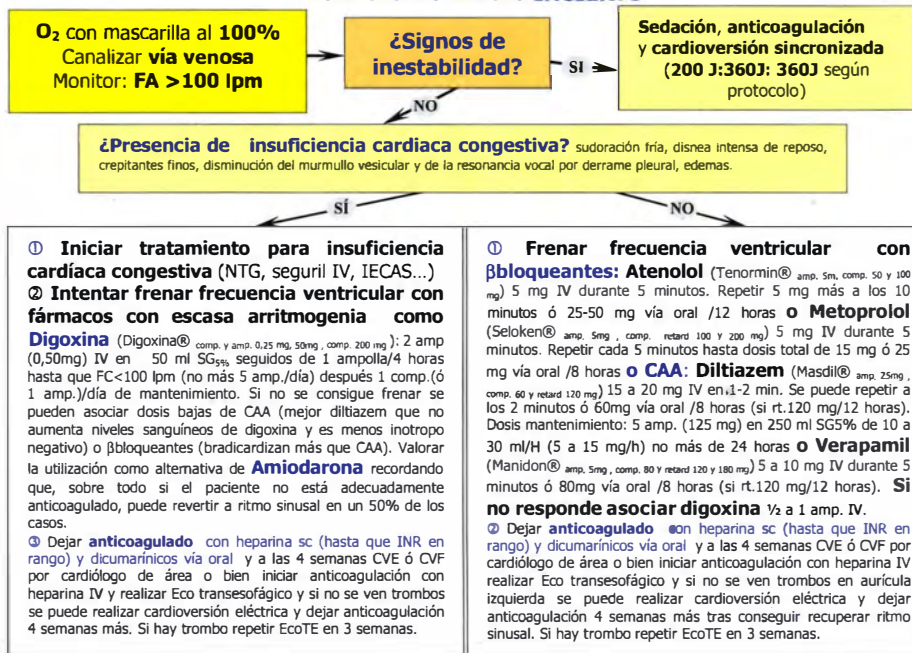 O₂ con mascarilla al 100%
Canalizar vía venosa
Monitor: FA >100 lpm
¿Signos de
inestabilidad?
SI
Sedación, anticoagulación
y cardioversión sincronizada
(200 J:360J: 360J según
protocolo)
NO
¿Presencia de insuficiencia cardiaca congestiva? sudoración fría, disnea intensa de reposo,
crepitantes finos, disminución del murmullo vesicular y de la resonancia vocal por derrame pleural, edemas.
SÍ
NO
① Iniciar tratamiento para insuficiencia
cardíaca congestiva (NTG, seguril IV, IECAS...)
② Intentar frenar frecuencia ventricular con
fármacos con escasa arritmogenia como
Digoxina (Digoxina® comp. y amp. 0,25 mg, 50mg , comp. 200 mg ): 2 amp
(0,50mg) IV en 50 ml SG5% seguidos de 1 ampolla/4 horas
hasta que FC<100 lpm (no más 5 amp./día) después 1 comp.(ó
1 amp.)/día de mantenimiento. Si no se consigue frenar se
pueden asociar dosis bajas de CAA (mejor diltiazem que no
aumenta niveles sanguíneos de digoxina y es menos inotropo
negativo) o βbloqueantes (bradicardizan más que CAA). Valorar
la utilización como alternativa de Amiodarona recordando
que, sobre todo si el paciente no está adecuadamente
anticoagulado, puede revertir a ritmo sinusal en un 50% de los
casos.
③ Dejar anticoagulado con heparina sc (hasta que INR en
rango) y dicumarínicos vía oral y a las 4 semanas CVE ó CVF
por cardiólogo de área o bien iniciar anticoagulación con
heparina IV y realizar Eco transesofágico y si no se ven trombos
se puede realizar cardioversión eléctrica y dejar anticoagulación
4 semanas más. Si hay trombo repetir EcoTE en 3 semanas.
① Frenar frecuencia ventricular con
βbloqueantes: Atenolol (Tenormin® amp. 5m, comp. 50 y 100
mg) 5 mg IV durante 5 minutos. Repetir 5 mg más a los 10
minutos ó 25-50 mg vía oral /12 horas o Metoprolol
(Seloken® amp. 5mg , comp. retard 100 y 200 mg) 5 mg IV durante 5
minutos. Repetir cada 5 minutos hasta dosis total de 15 mg ó 25
mg vía oral /8 horas o CAA: Diltiazem (Masdil® amp. 25mg ,
comp. 60 y retard 120 mg) 15 a 20 mg IV en 1-2 min. Se puede repetir a
los 2 minutos ó 60mg vía oral /8 horas (si rt.120 mg/12 horas).
Dosis mantenimiento: 5 amp. (125 mg) en 250 ml SG5% de 10 a
30 ml/H (5 a 15 mg/h) no más de 24 horas o Verapamil
(Manidon® amp. 5mg , comp. 80 y retard 120 y 180 mg) 5 a 10 mg IV durante 5
minutos ó 80mg vía oral /8 horas (si rt.120 mg/12 horas). Si
no responde asociar digoxina ½ a 1 amp. IV.
② Dejar anticoagulado con heparina sc (hasta que INR en
rango) y dicumarínicos vía oral y a las 4 semanas CVE ó CVF por
cardiólogo de área o bien iniciar anticoagulación con heparina IV
realizar Eco transesofágico y si no se ven trombos en aurícula
izquierda se puede realizar cardioversión eléctrica y dejar
anticoagulación 4 semanas más tras conseguir recuperar ritmo
sinusal. Si hay trombo repetir EcoTE en 3 semanas.